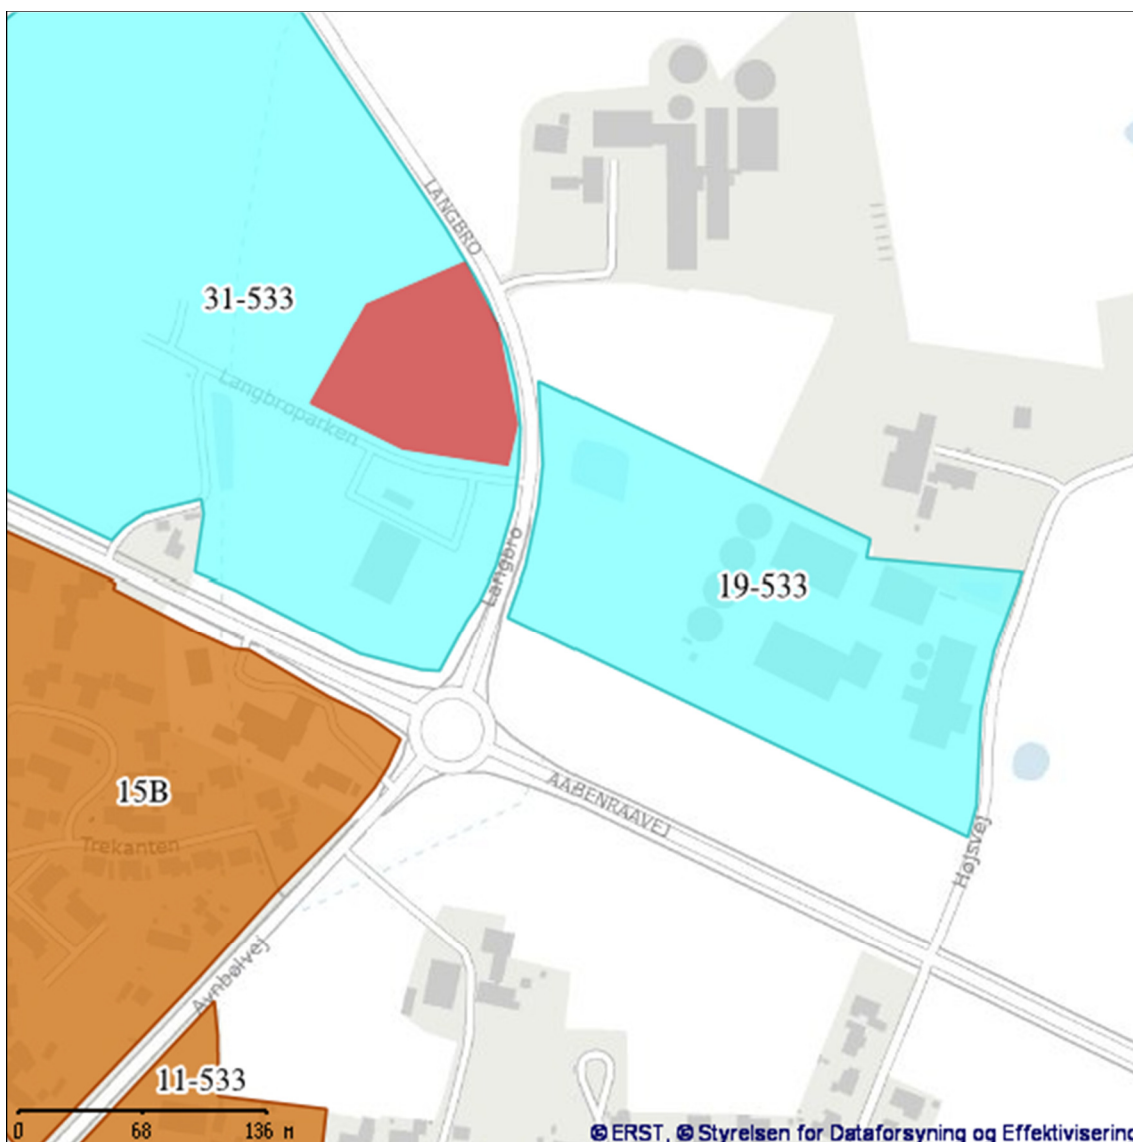 LANGBRO
31-533
Langbroparken
Langbro
19-533
15B
AABENRAAVEJ
Trekanten
Højsvej
Avnbølvej
11-533
0 68 136 M
© ERST, © Styrelsen for Dataforsyning og Effektivisering